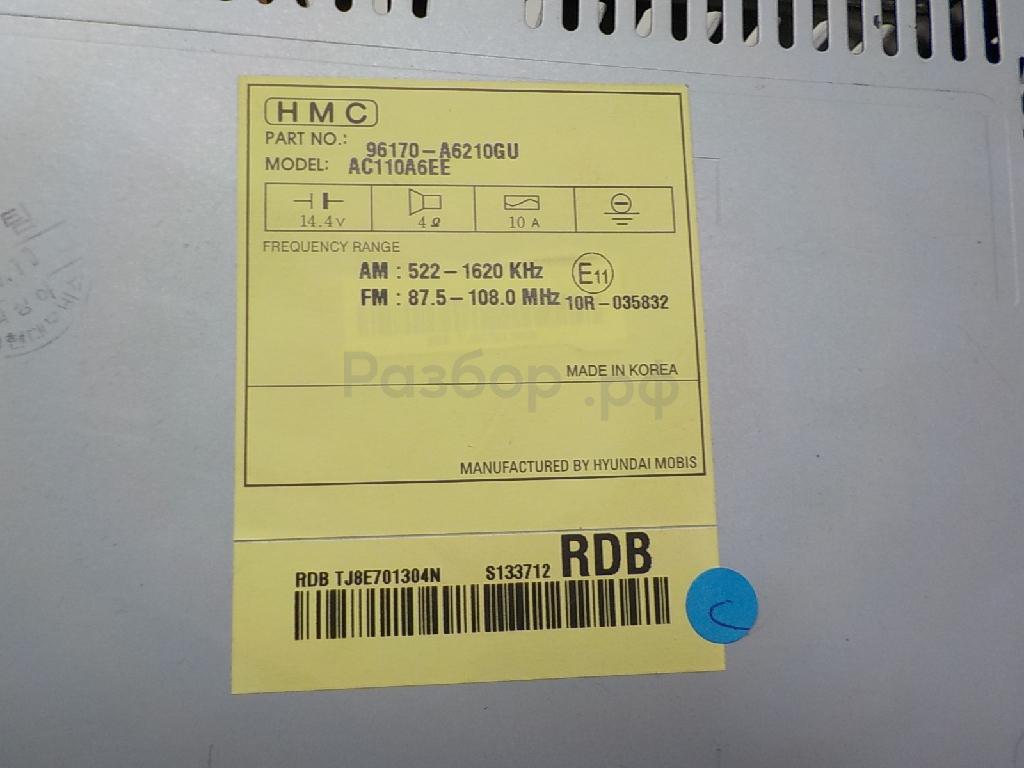 HMC
PART NO.: 96170-A6210GU
MODEL: AC110A6EE
14.4V 4Ω 10 A
FREQUENCY RANGE
AM : 522-1620 KHz E11
FM : 87.5-108.0 MHz 10R-035832
Разбор.рф
MADE IN KOREA
MANUFACTURED BY HYUNDAI MOBIS
RDB TJ8E701304N S133712 RDB
C